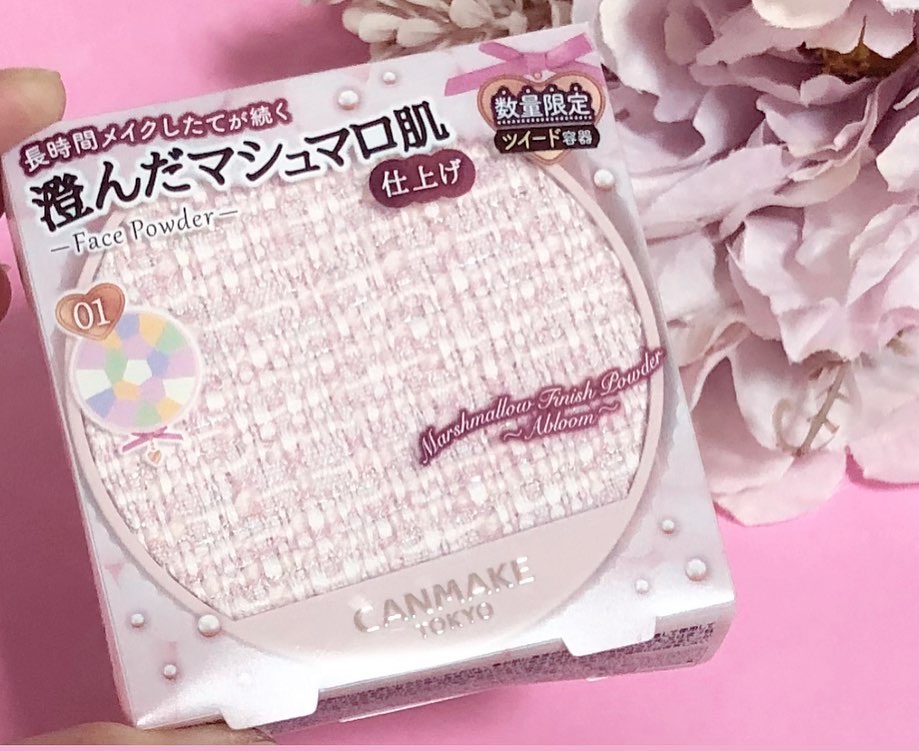 長時間メイクしたてが続く
澄んだマシュマロ肌
仕上げ
—Face Powder—
数量限定
ツイード容器
01
Marshmallow Finish Powder
~Abloom~
CANMAKE
TOKYO